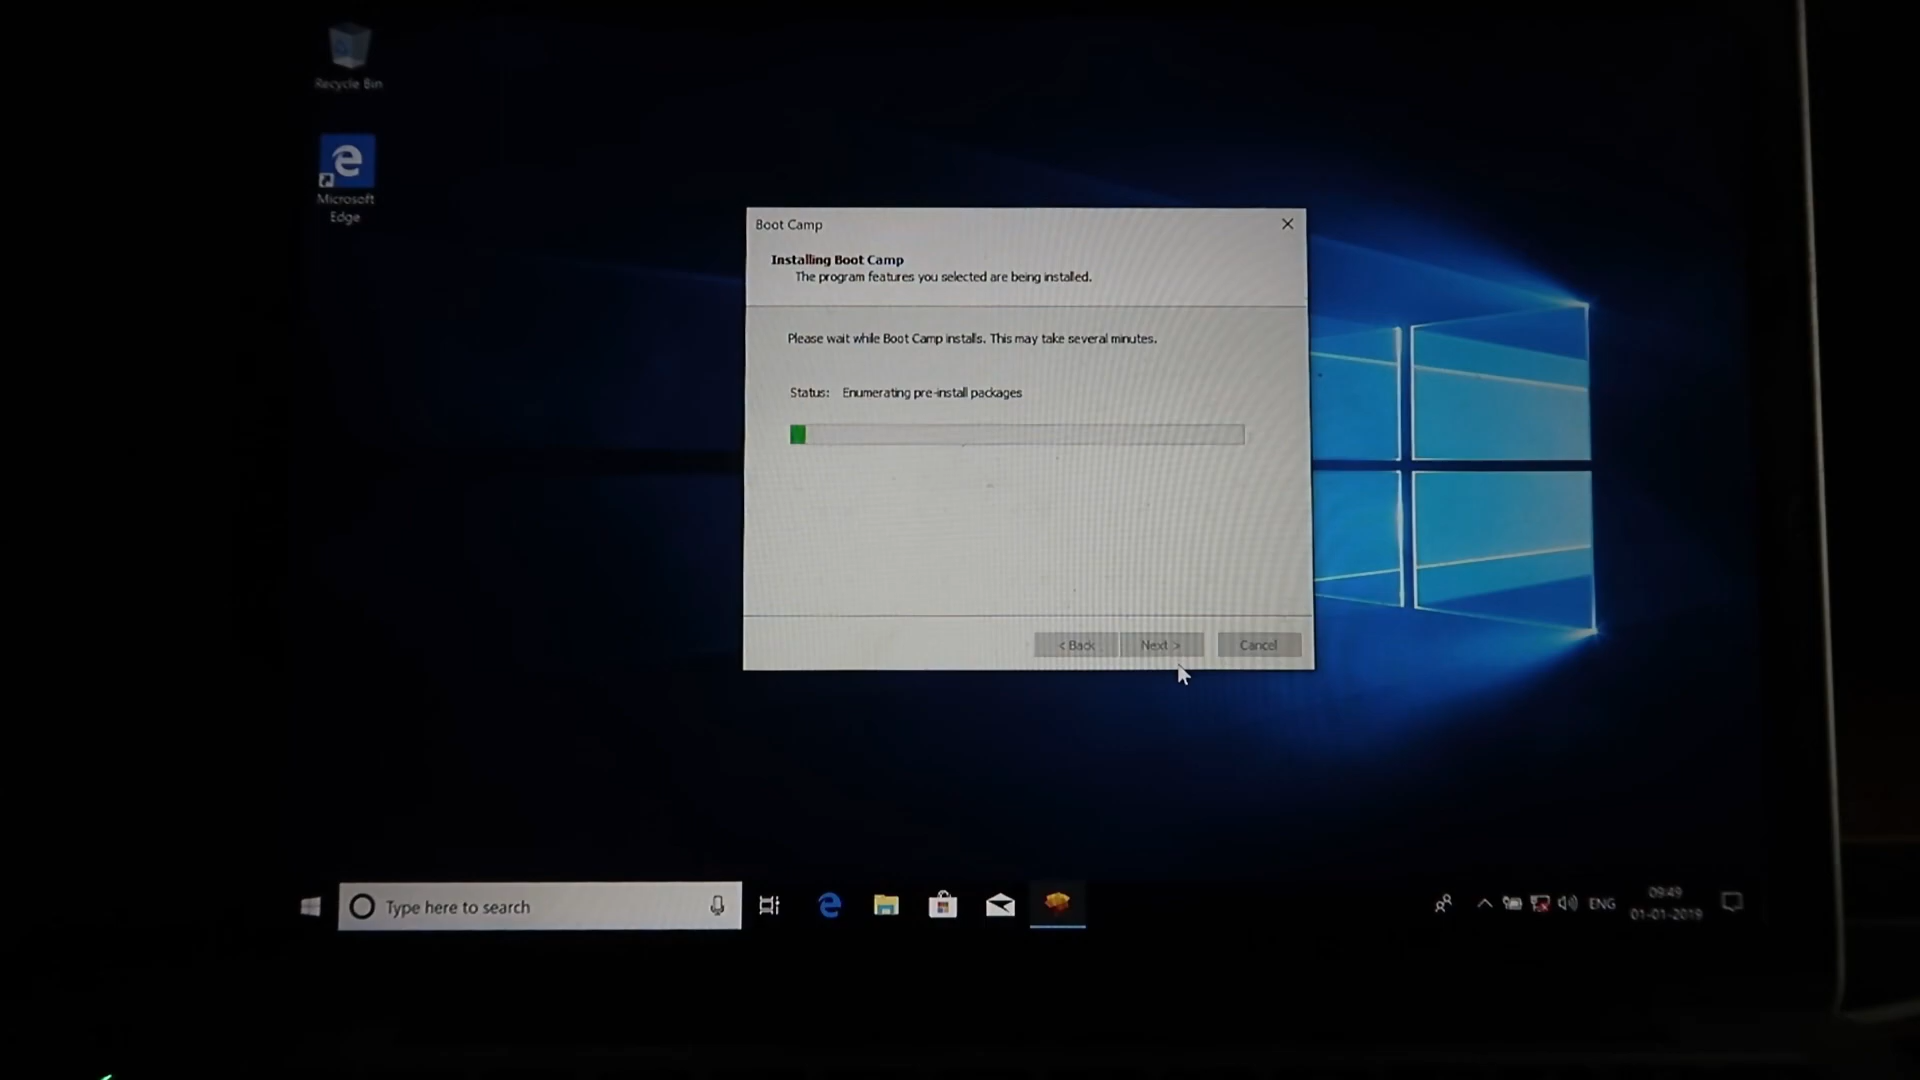 Recycle Bin
Microsoft
Edge
Boot Camp
Installing Boot Camp
The program features you selected are being installed.
Please wait while Boot Camp installs. This may take several minutes.
Status: Enumerating pre-install packages
< Back
Next >
Cancel
Type here to search
ENG
09:49
01-01-2019